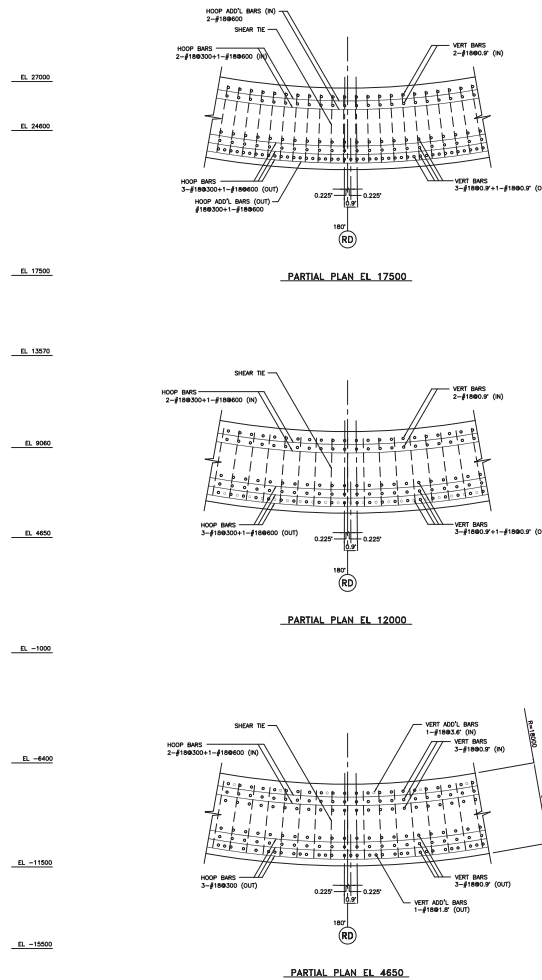 HOOP ADD'L BARS (IN)
2-#18@600
SHEAR TIE
HOOP BARS
2-#18@300+1-#18@600 (IN)
VERT BARS
2-#18@0.9° (IN)
EL 27000
EL 24600
HOOP BARS
3-#18@300+1-#18@600 (OUT)
HOOP ADD'L BARS (OUT)
#18@300+1-#18@600
VERT BARS
3-#18@0.9°+1-#18@0.9° (O
0.225° 0.225°
0.9°
180°
RD
EL 17500
PARTIAL PLAN EL 17500
EL 13570
SHEAR TIE
HOOP BARS
2-#18@300+1-#18@600 (IN)
VERT BARS
2-#18@0.9° (IN)
EL 9060
HOOP BARS
3-#18@300+1-#18@600 (OUT)
VERT BARS
3-#18@0.9°+1-#18@0.9° (O
EL 4650
0.225° 0.225°
0.9°
180°
RD
PARTIAL PLAN EL 12000
EL -1000
SHEAR TIE
VERT ADD'L BARS
1-#18@3.6° (IN)
HOOP BARS
2-#18@300+1-#18@600 (IN)
VERT BARS
3-#18@0.9° (IN)
R=18000
EL -6400
EL -11500
HOOP BARS
3-#18@300 (OUT)
VERT BARS
3-#18@0.9° (OUT)
0.225° 0.225°
0.9°
VERT ADD'L BARS
1-#18@1.8° (OUT)
180°
RD
EL -15500
PARTIAL PLAN EL 4650